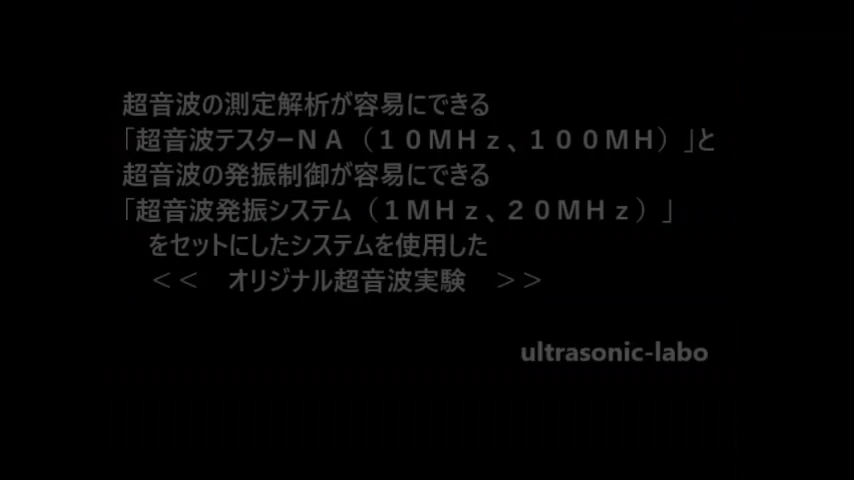 超音波の測定解析が容易にできる
「超音波テスターＮＡ（１０ＭＨｚ、１００ＭＨ）」と
超音波の発振制御が容易にできる
「超音波発振システム（１ＭＨｚ、２０ＭＨｚ）」
をセットにしたシステムを使用した
＜＜　オリジナル超音波実験　＞＞
ultrasonic-labo